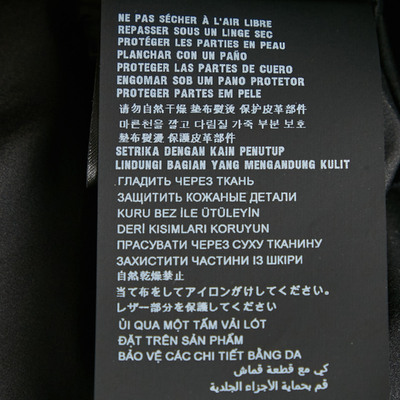 NE PAS SÉCHER À L'AIR LIBRE
REPASSER SOUS UN LINGE SEC
PROTÉGER LES PARTIES EN PEAU
PLANCHAR CON UN PAÑO
PROTEGER LAS PARTES DE CUERO
ENGOMAR SOB UM PANO PROTETOR
PROTEGER PARTES EM PELE
请勿自然干燥 垫布熨烫 保护皮革部件
마른천을 깔고 다림질 가죽 부분 보호
墊布熨燙 保護皮革部件
SETRIKA DENGAN KAIN PENUTUP
LINDUNGI BAGIAN YANG MENGANDUNG KULIT
ГЛАДИТЬ ЧЕРЕЗ ТКАНЬ
ЗАЩИТИТЬ КОЖАНЫЕ ДЕТАЛИ
KURU BEZ İLE ÜTÜLEYİN
DERİ KISIMLARI KORUYUN
ПРАСУВАТИ ЧЕРЕЗ СУХУ ТКАНИНУ
ЗАХИСТИТИ ЧАСТИНИ ІЗ ШКІРИ
自然乾燥禁止
当て布をしてアイロンがけしてください。
レザー部分を保護してください
ỦI QUA MỘT TẤM VẢI LÓT
ĐẶT TRÊN SẢN PHẨM
BẢO VỆ CÁC CHI TIẾT BẰNG DA
كي مع قطعة قماش
قم بحماية الأجزاء الجلدية